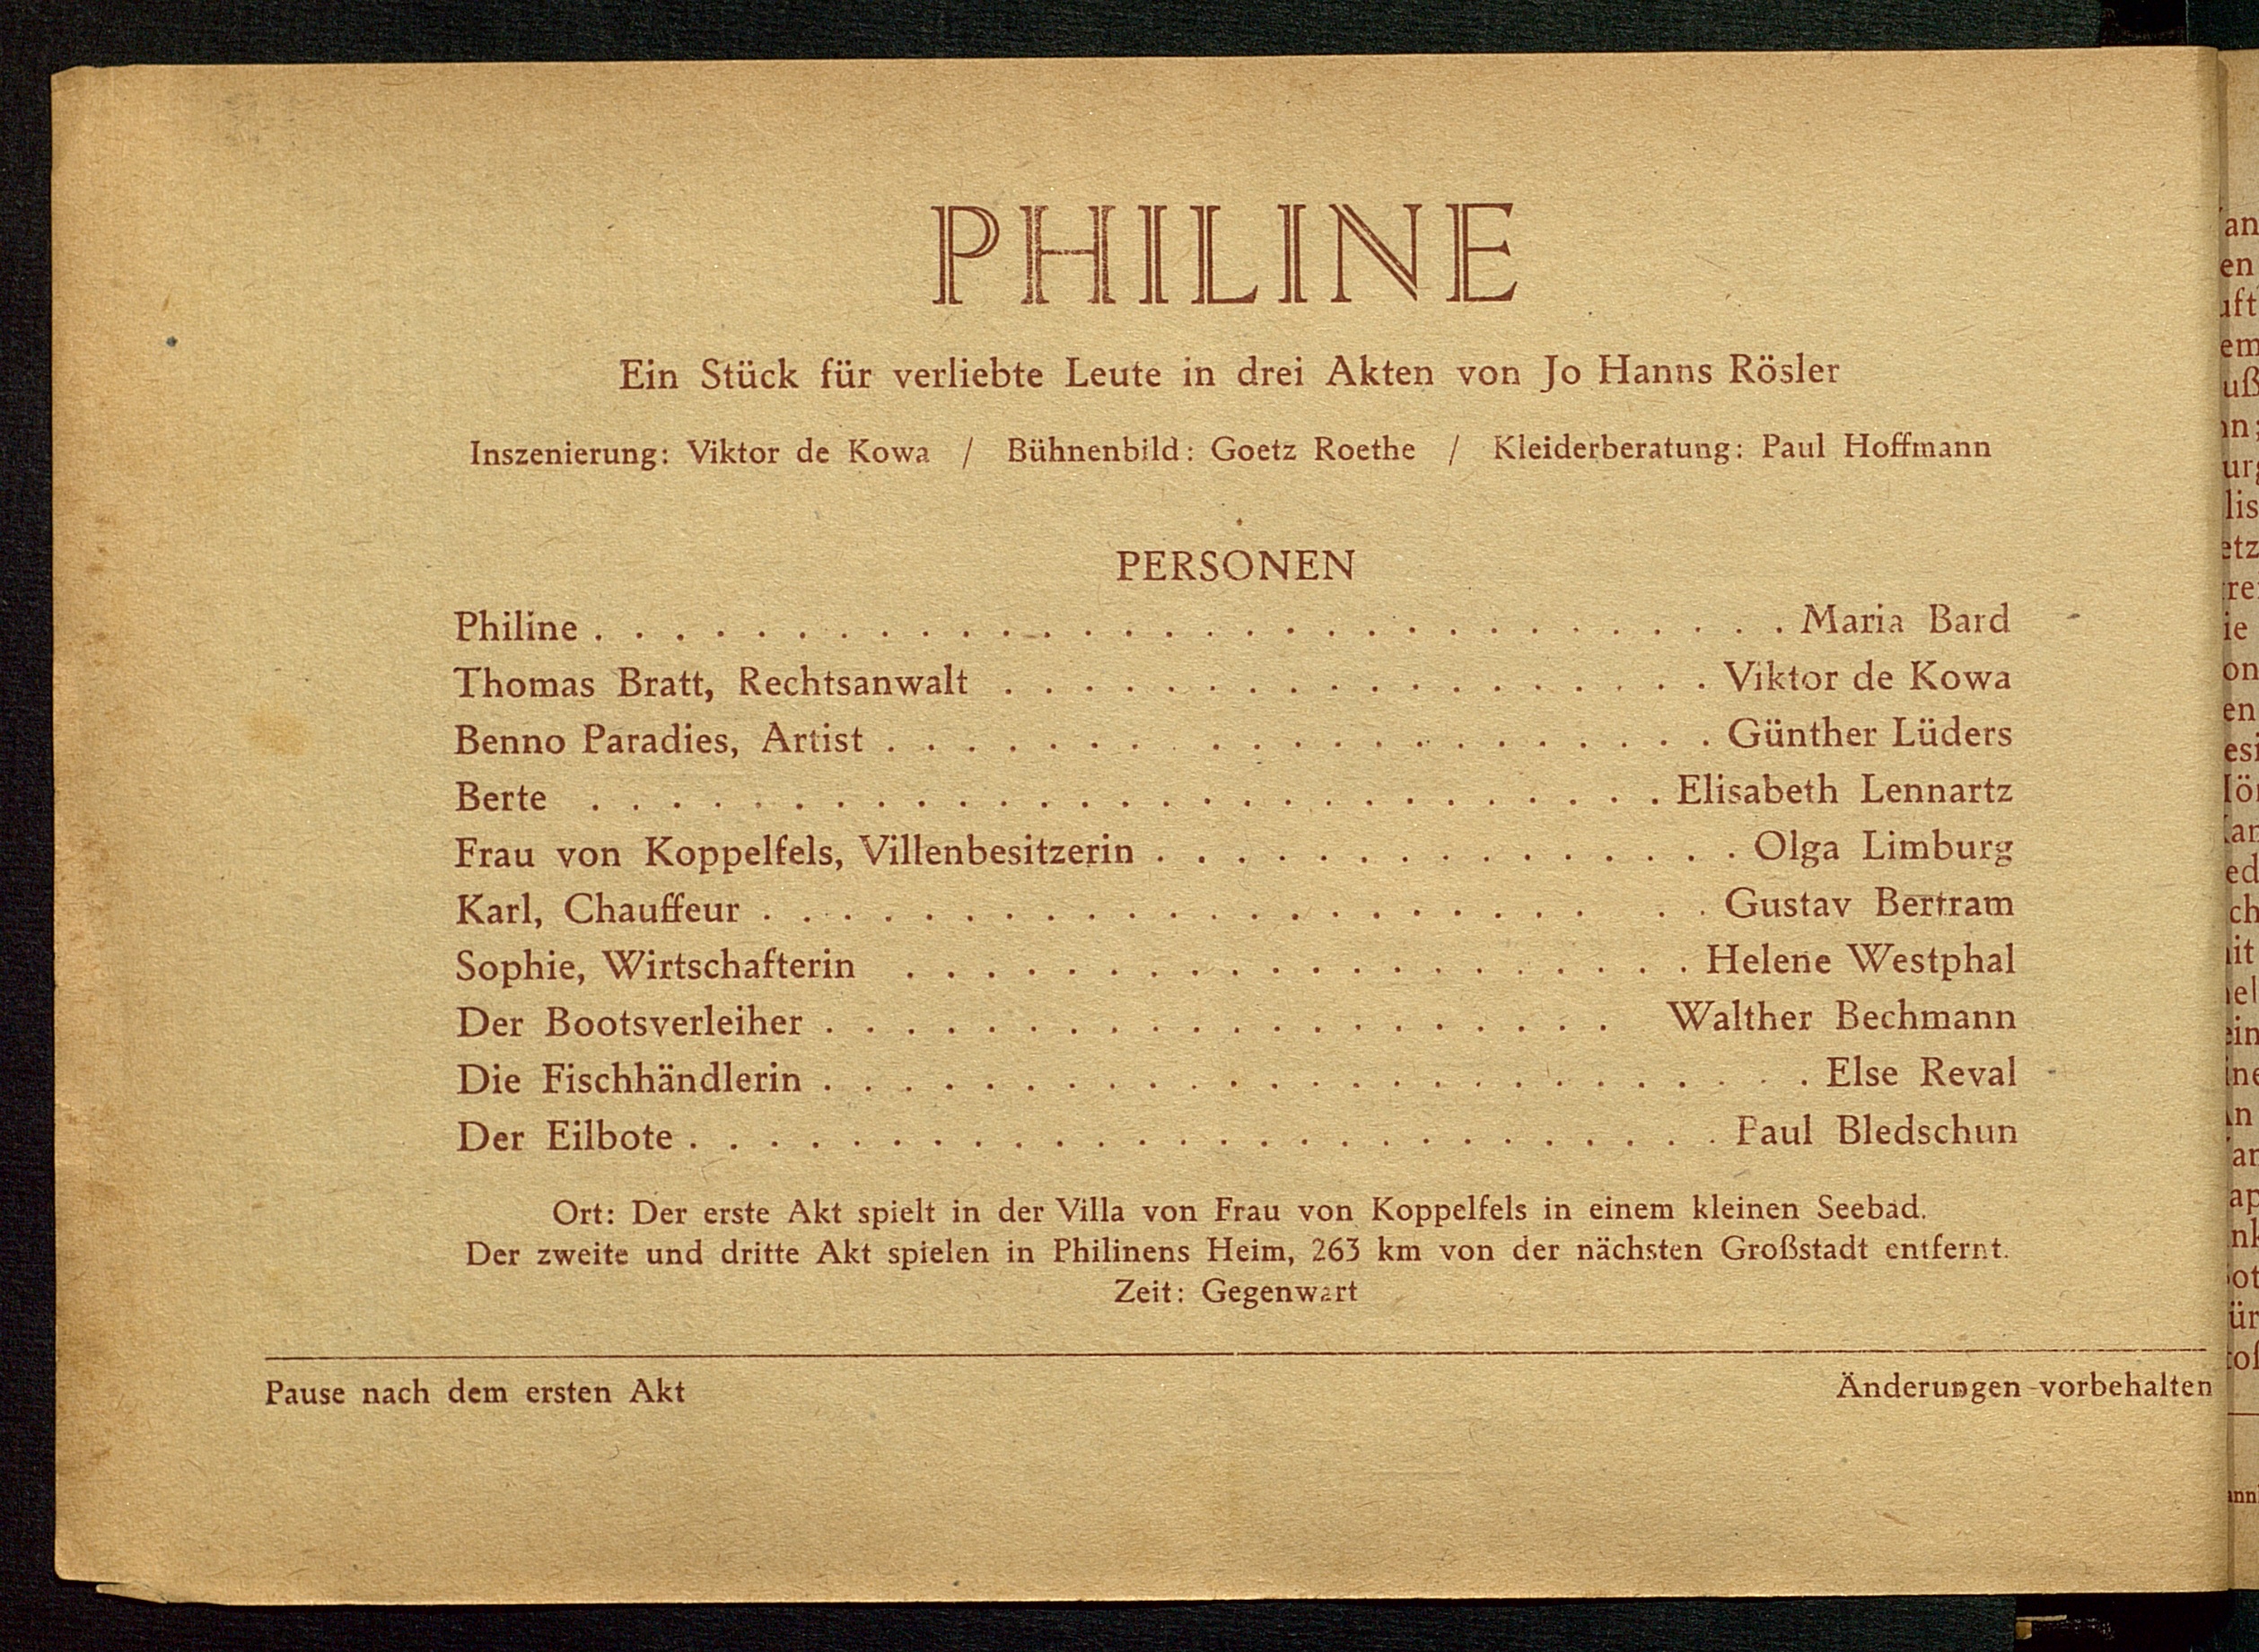 PHILINE
Ein Stück für verliebte Leute in drei Akten von Jo Hanns Rösler
Inszenierung: Viktor de Kowa / Bühnenbild: Goetz Roethe / Kleiderberatung: Paul Hoffmann
PERSONEN
Philine . . . . . . . . . . . . . . . . . . . . . . . . . . . . . . Maria Bard
Thomas Bratt, Rechtsanwalt . . . . . . . . . . . . . . . . . . Viktor de Kowa
Benno Paradies, Artist . . . . . . . . . . . . . . . . . . . . . Günther Lüders
Berte . . . . . . . . . . . . . . . . . . . . . . . . . . . Elisabeth Lennartz
Frau von Koppelfels, Villenbesitzerin . . . . . . . . . . . . . . . Olga Limburg
Karl, Chauffeur . . . . . . . . . . . . . . . . . . . . . . . Gustav Bertram
Sophie, Wirtschafterin . . . . . . . . . . . . . . . . . . . . Helene Westphal
Der Bootsverleiher . . . . . . . . . . . . . . . . . . . . Walther Bechmann
Die Fischhändlerin . . . . . . . . . . . . . . . . . . . . . . . . . Else Reval
Der Eilbote . . . . . . . . . . . . . . . . . . . . . . . . . . Paul Bledschun
Ort: Der erste Akt spielt in der Villa von Frau von Koppelfels in einem kleinen Seebad.
Der zweite und dritte Akt spielen in Philinens Heim, 263 km von der nächsten Großstadt entfernt.
Zeit: Gegenwart
Pause nach dem ersten Akt
Änderungen vorbehalten